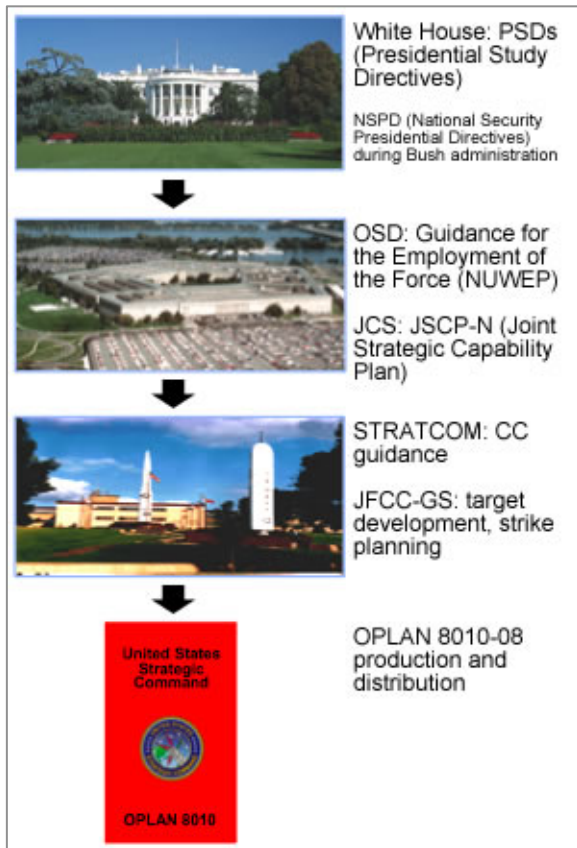 White House: PSDs
(Presidential Study
Directives)
NSPD (National Security
Presidential Directives)
during Bush administration
OSD: Guidance for
the Employment of
the Force (NUWEP)
JCS: JSCP-N (Joint
Strategic Capability
Plan)
STRATCOM: CC
guidance
JFCC-GS: target
development, strike
planning
OPLAN 8010-08
production and
distribution
United States
Strategic
Command
OPLAN 8010